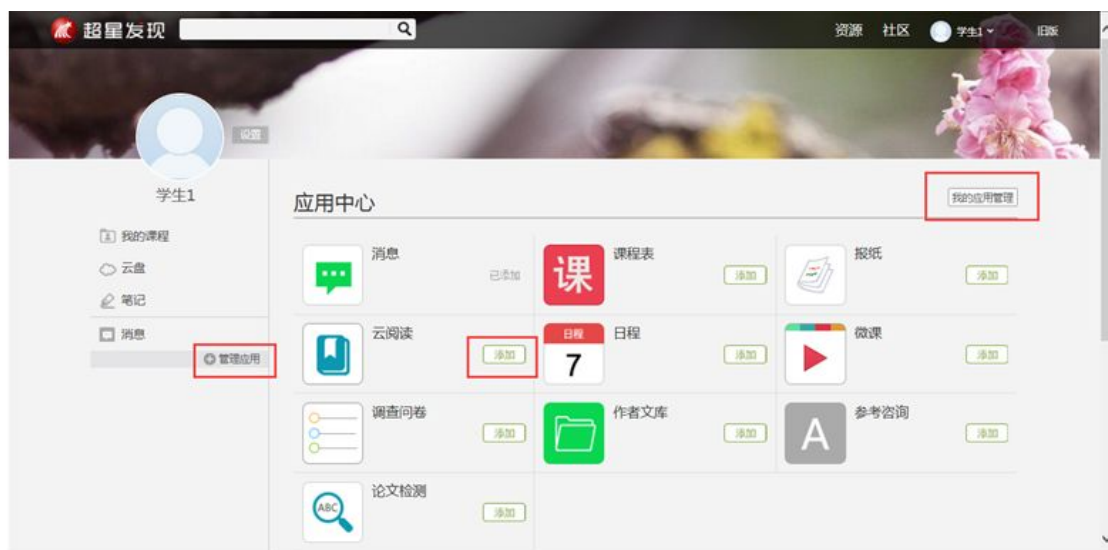 超星发现
资源 社区 学生1 旧版
设置
学生1
我的课程
云盘
笔记
消息
管理应用
应用中心
我的应用管理
消息
已添加
课
课程表
添加
报纸
添加
云阅读
添加
日程
7
日程
添加
微课
添加
调查问卷
添加
作者文库
添加
A
参考咨询
添加
ABC
论文检测
添加